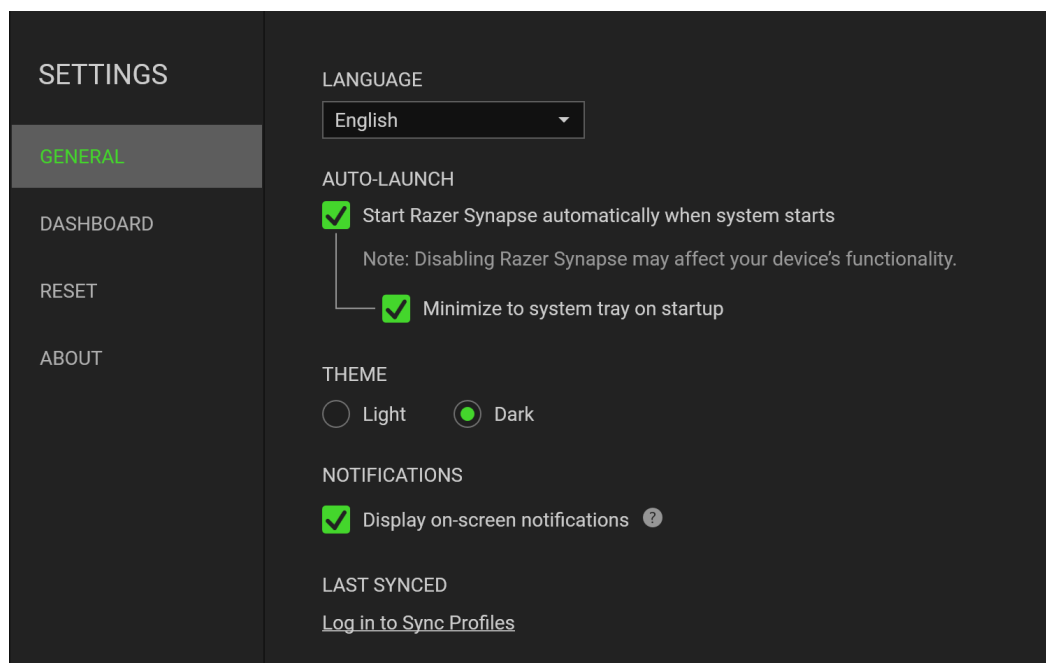 SETTINGS
GENERAL
DASHBOARD
RESET
ABOUT
LANGUAGE
English
AUTO-LAUNCH
Start Razer Synapse automatically when system starts
Note: Disabling Razer Synapse may affect your device’s functionality.
Minimize to system tray on startup
THEME
Light Dark
NOTIFICATIONS
Display on-screen notifications ?
LAST SYNCED
Log in to Sync Profiles